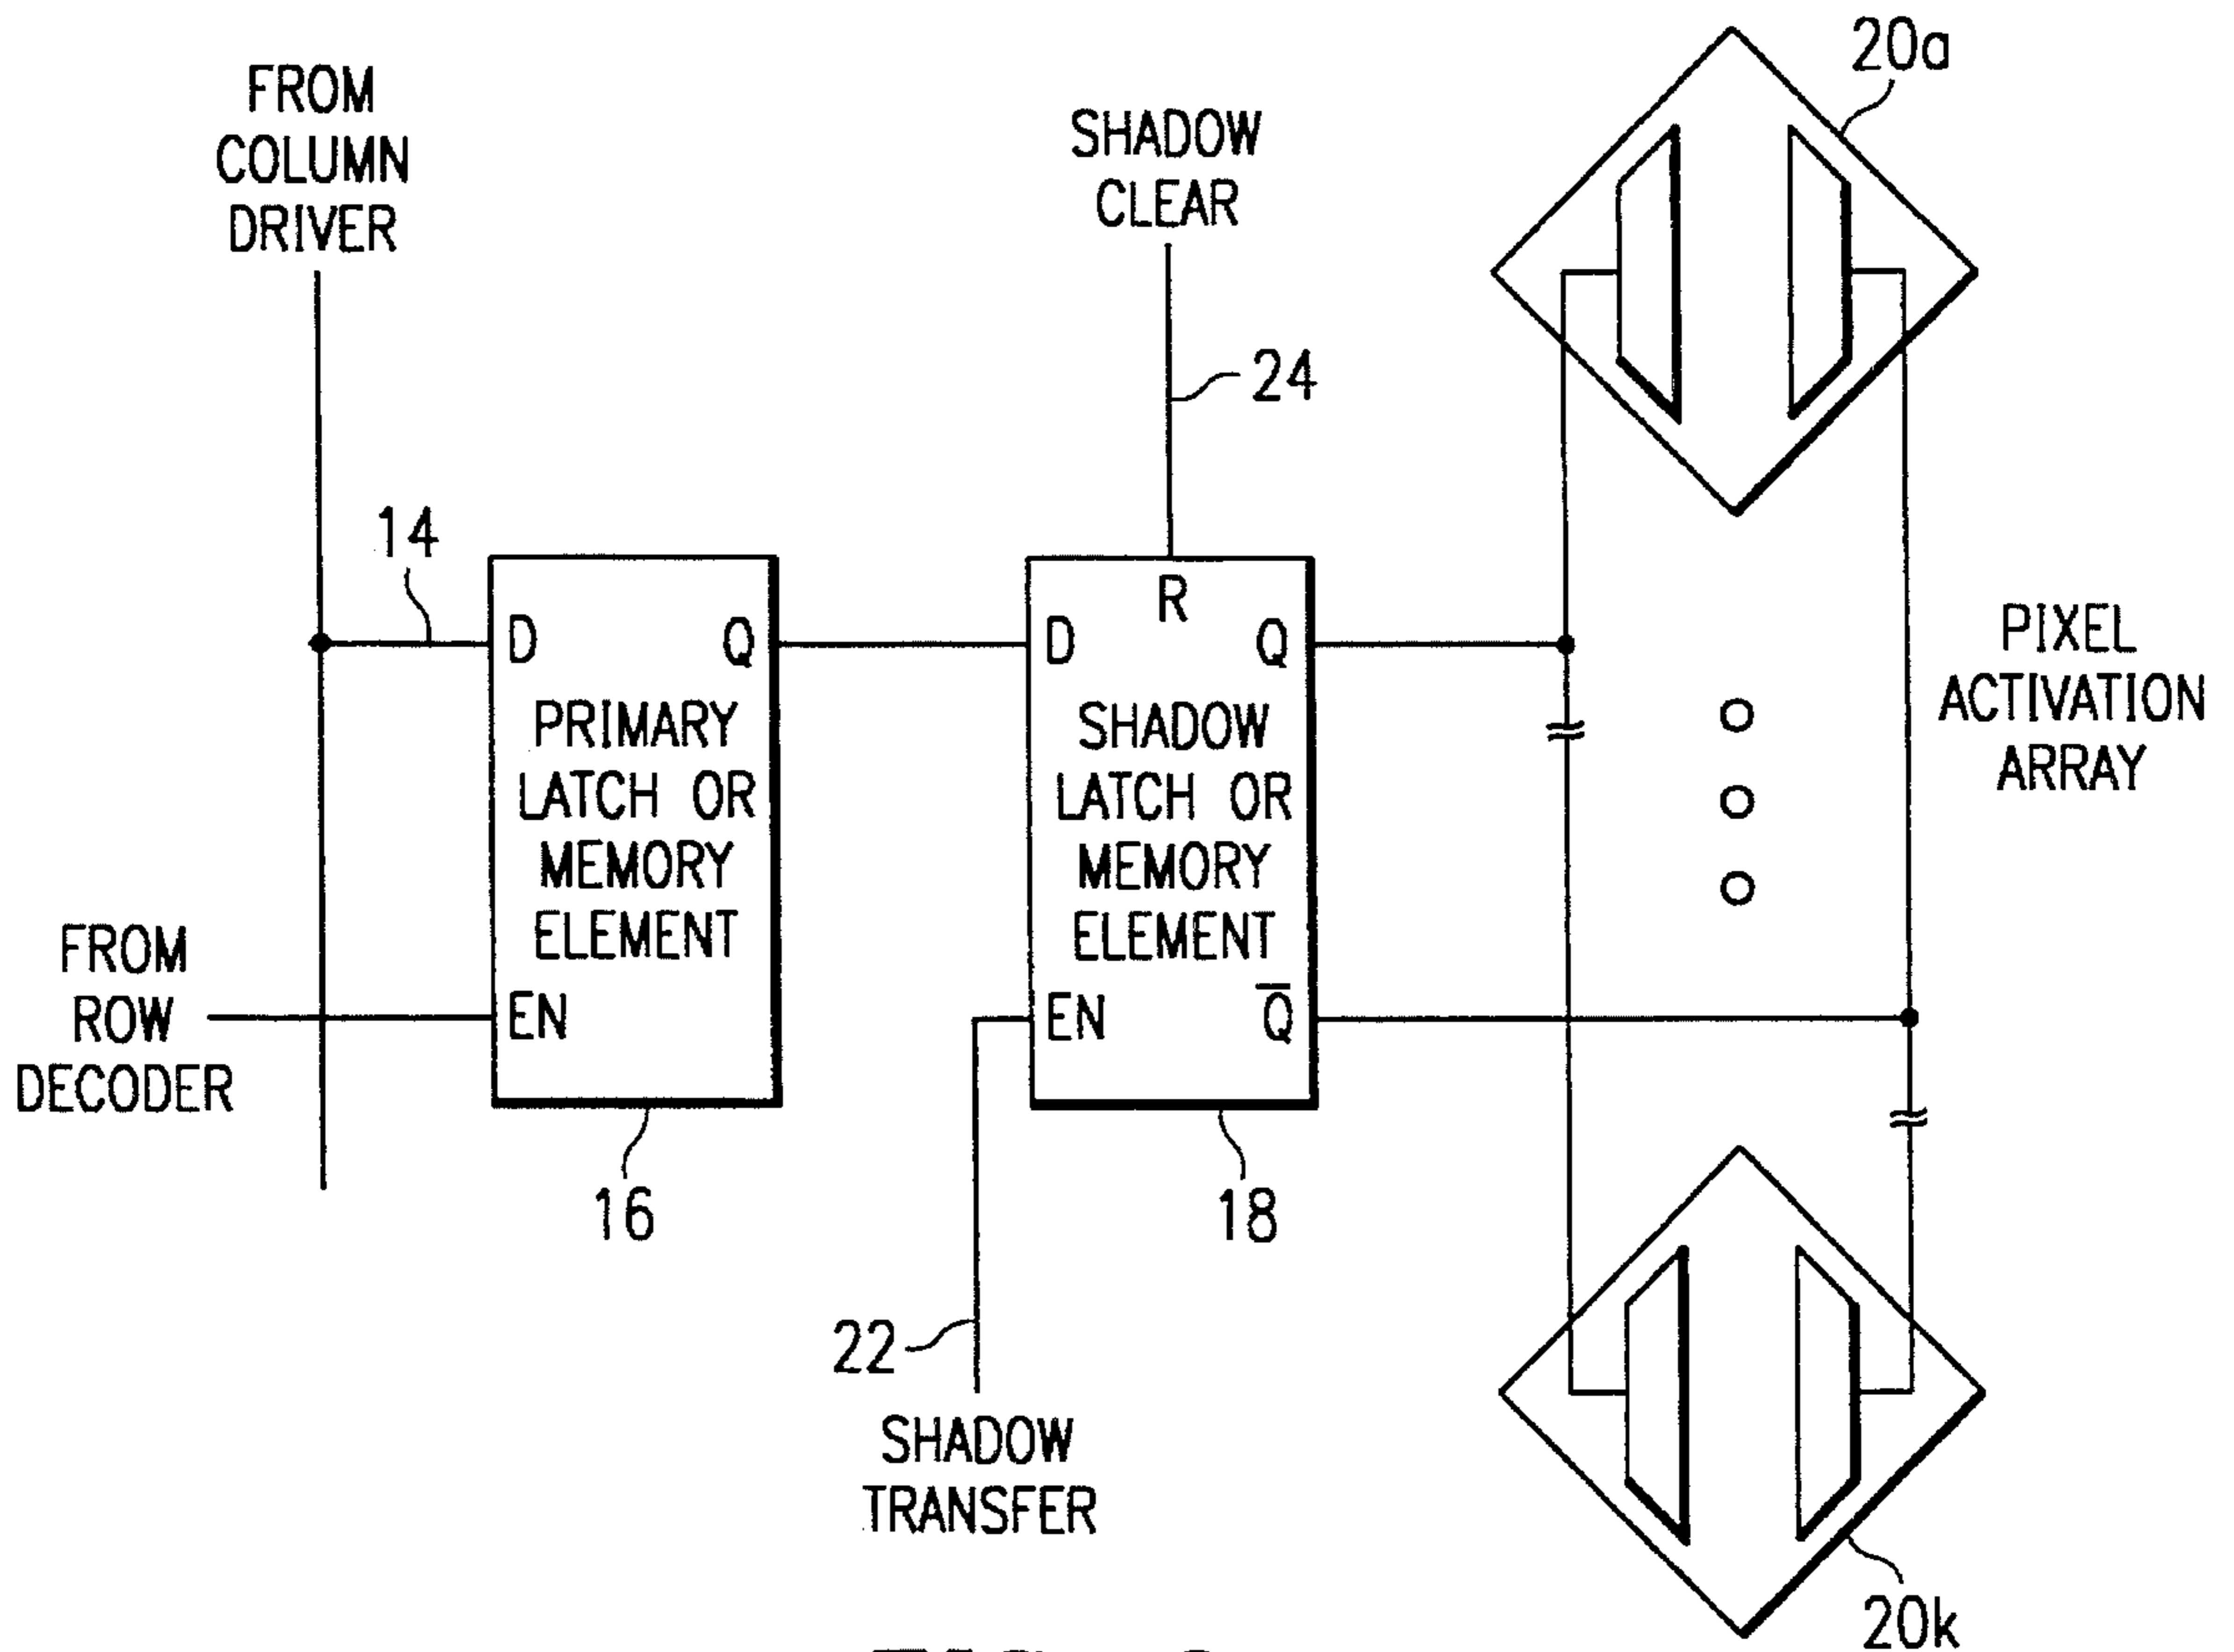 20a
FROM
COLUMN
DRIVER
SHADOW
CLEAR
24
14
D
Q
PRIMARY
LATCH OR
MEMORY
ELEMENT
EN
16
R
D
Q
SHADOW
LATCH OR
MEMORY
ELEMENT
EN
Q̅
18
PIXEL
ACTIVATION
ARRAY
FROM
ROW
DECODER
22
SHADOW
TRANSFER
20k